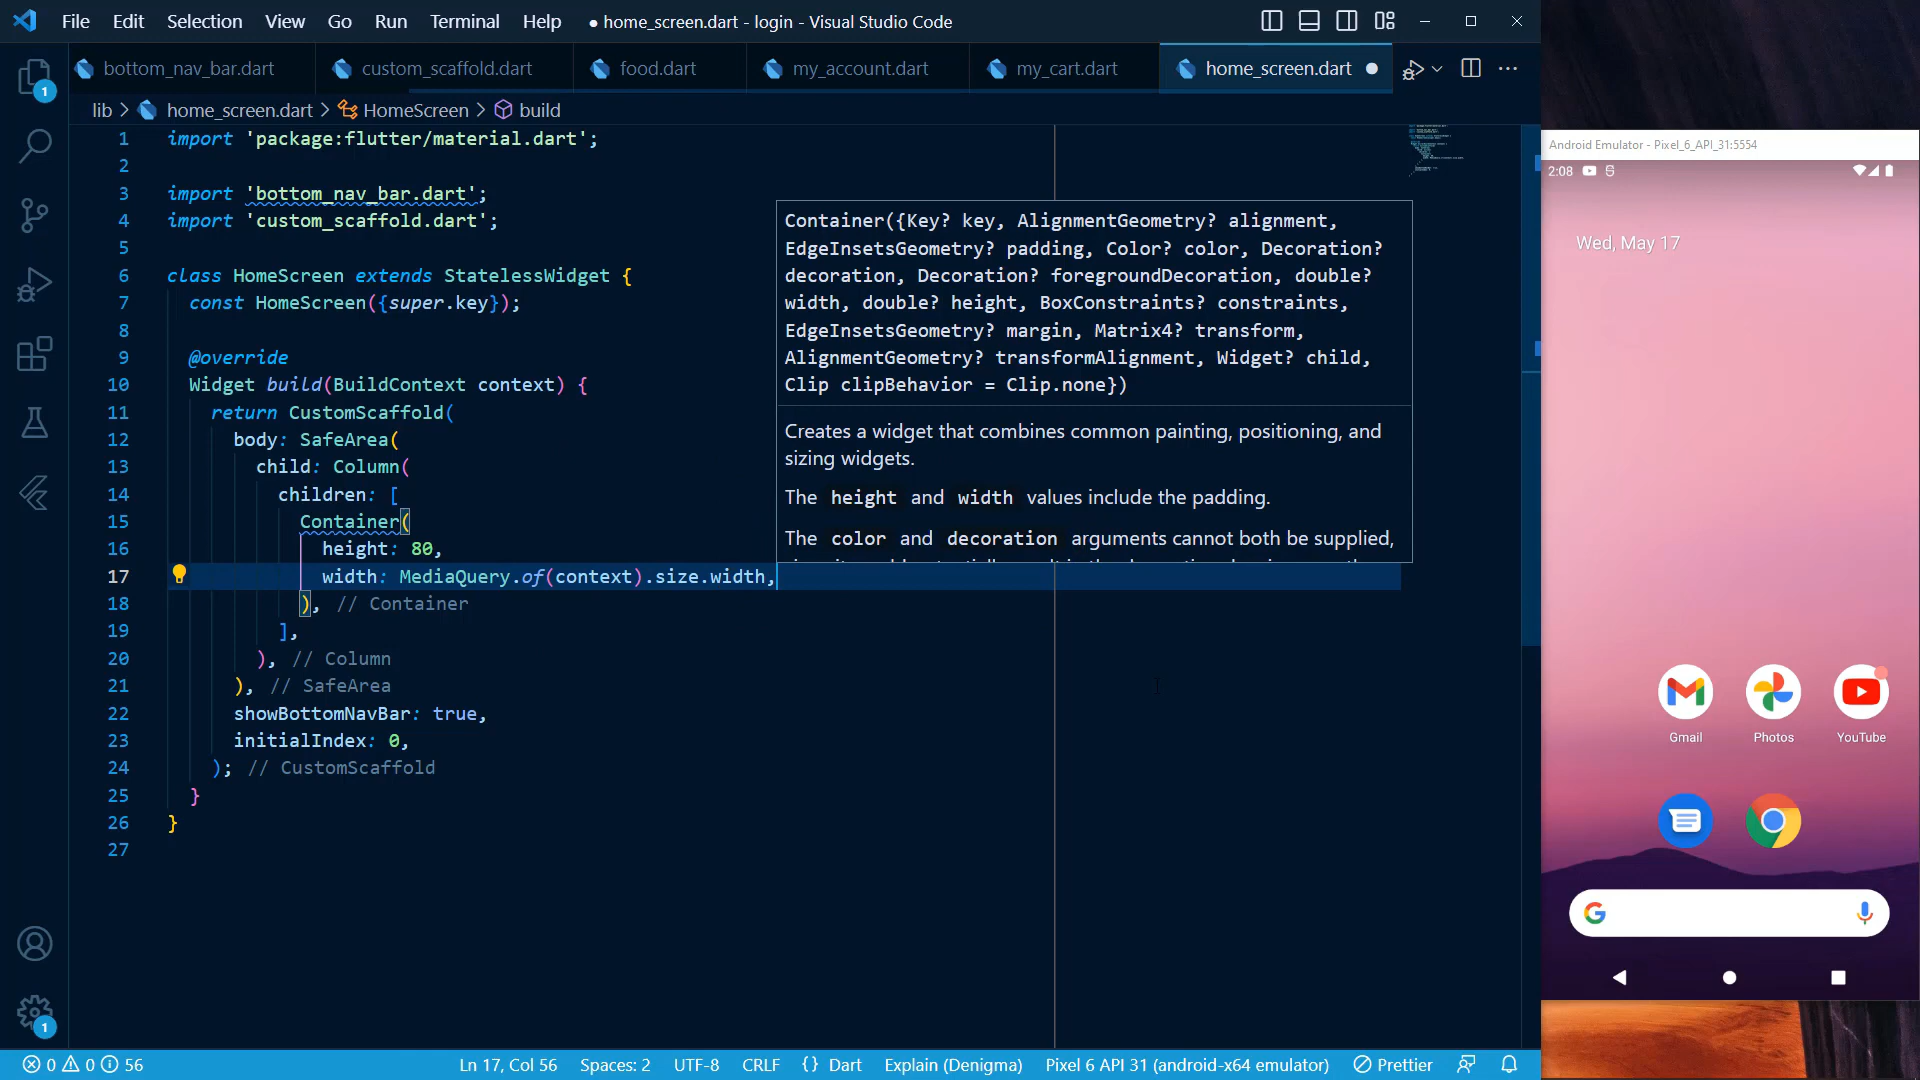 File Edit Selection View Go Run Terminal Help
● home_screen.dart - login - Visual Studio Code
bottom_nav_bar.dart custom_scaffold.dart food.dart my_account.dart my_cart.dart home_screen.dart
lib > home_screen.dart > HomeScreen > build
1 import 'package:flutter/material.dart';
2
3 import 'bottom_nav_bar.dart';
4 import 'custom_scaffold.dart';
5
6 class HomeScreen extends StatelessWidget {
7 const HomeScreen({super.key});
8
9 @override
10 Widget build(BuildContext context) {
11 return CustomScaffold(
12 body: SafeArea(
13 child: Column(
14 children: [
15 Container(
16 height: 80,
17 width: MediaQuery.of(context).size.width,
18 ), // Container
19 ],
20 ), // Column
21 ), // SafeArea
22 showBottomNavBar: true,
23 initialIndex: 0,
24 ); // CustomScaffold
25 }
26 }
27
Container({Key? key, AlignmentGeometry? alignment,
EdgeInsetsGeometry? padding, Color? color, Decoration?
decoration, Decoration? foregroundDecoration, double?
width, double? height, BoxConstraints? constraints,
EdgeInsetsGeometry? margin, Matrix4? transform,
AlignmentGeometry? transformAlignment, Widget? child,
Clip clipBehavior = Clip.none})
Creates a widget that combines common painting, positioning, and
sizing widgets.
The height and width values include the padding.
The color and decoration arguments cannot both be supplied,
1
1
0 0 56
Ln 17, Col 56 Spaces: 2 UTF-8 CRLF {} Dart Explain (Denigma) Pixel 6 API 31 (android-x64 emulator) Prettier
Android Emulator - Pixel_6_API_31:5554
2:08
Wed, May 17
Gmail Photos YouTube